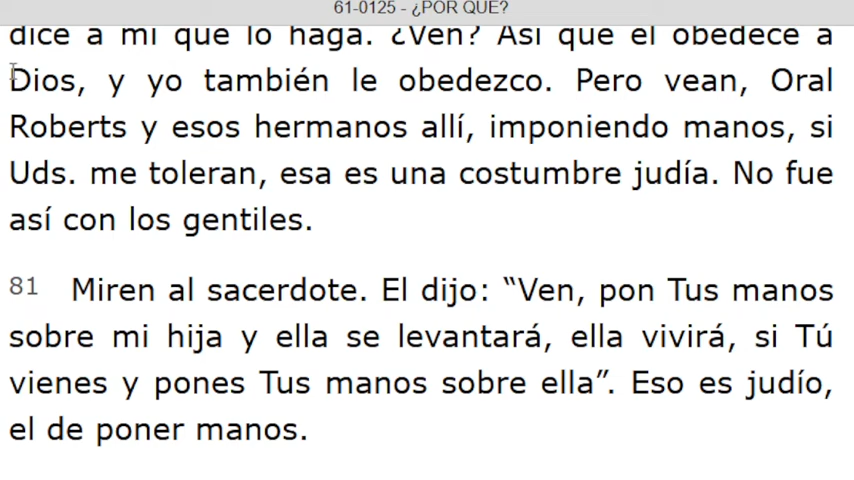 61-0125 - ¿POR QUE?
dice a mí que lo haga. ¿Ven? Así que él obedece a
Dios, y yo también le obedezco. Pero vean, Oral
Roberts y esos hermanos allí, imponiendo manos, si
Uds. me toleran, esa es una costumbre judía. No fue
así con los gentiles.
81 Miren al sacerdote. El dijo: “Ven, pon Tus manos
sobre mi hija y ella se levantará, ella vivirá, si Tú
vienes y pones Tus manos sobre ella”. Eso es judío,
el de poner manos.